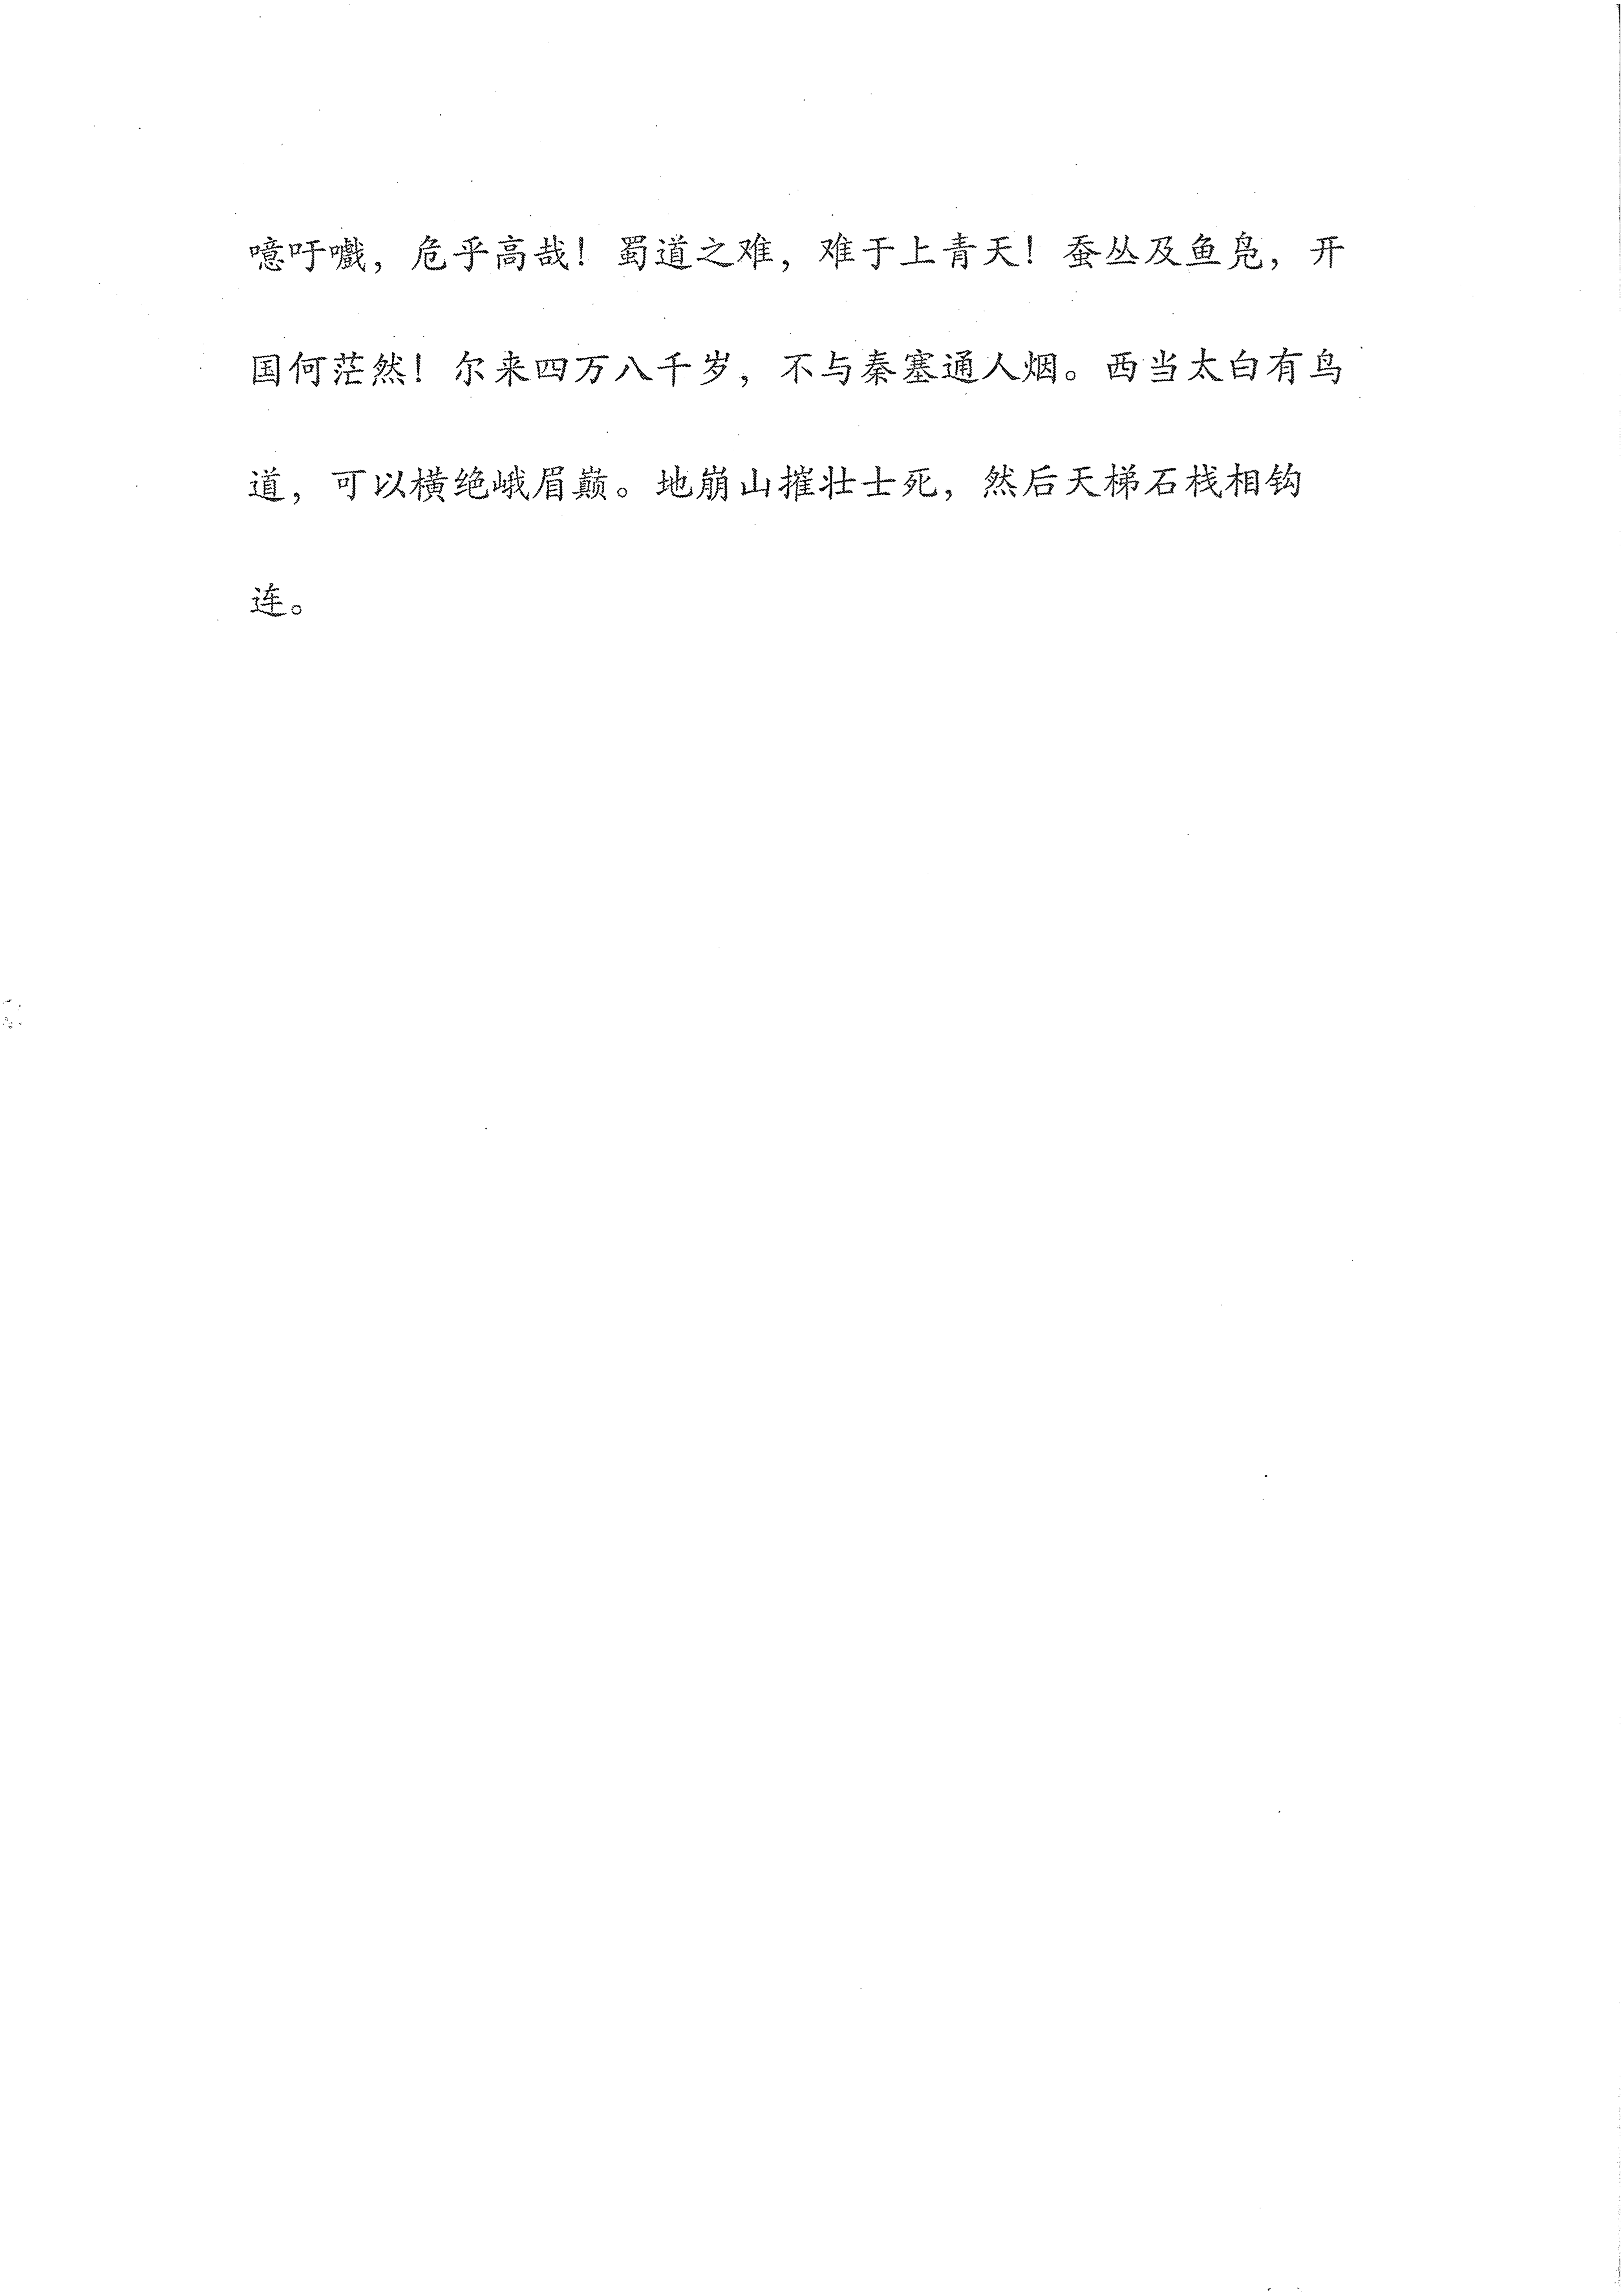 噫吁嚱，危乎高哉！蜀道之难，难于上青天！蚕丛及鱼凫，开
国何茫然！尔来四万八千岁，不与秦塞通人烟。西当太白有鸟
道，可以横绝峨眉巅。地崩山摧壮士死，然后天梯石栈相钩
连。